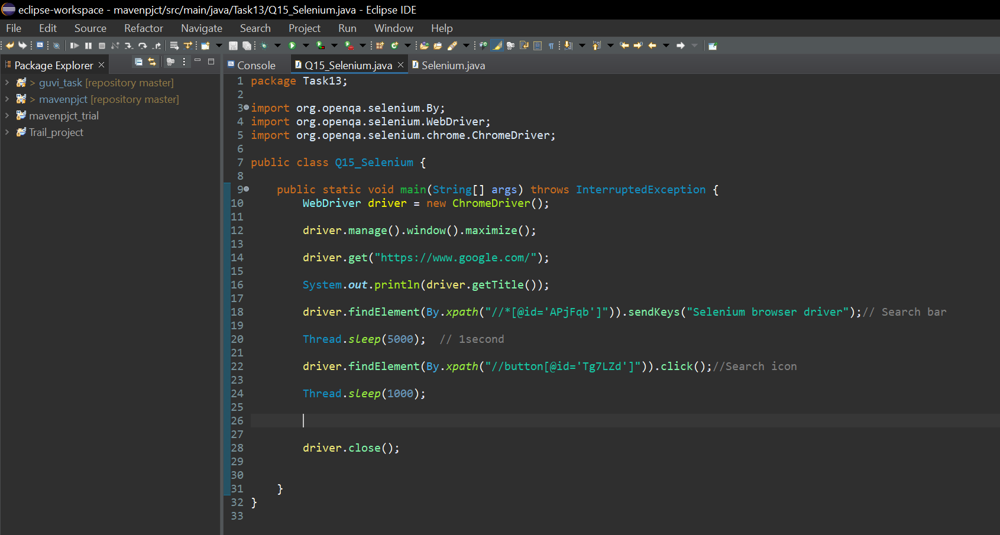 eclipse-workspace - mavenpjct/src/main/java/Task13/Q15_Selenium.java - Eclipse IDE
File Edit Source Refactor Navigate Search Project Run Window Help
Package Explorer
> guvi_task [repository master]
> mavenpjct [repository master]
mavenpjct_trial
Trail_project
Console Q15_Selenium.java Selenium.java
1 package Task13;
2
3 import org.openqa.selenium.By;
4 import org.openqa.selenium.WebDriver;
5 import org.openqa.selenium.chrome.ChromeDriver;
6
7 public class Q15_Selenium {
8
9     public static void main(String[] args) throws InterruptedException {
10         WebDriver driver = new ChromeDriver();
11
12         driver.manage().window().maximize();
13
14         driver.get("https://www.google.com/");
15
16         System.out.println(driver.getTitle());
17
18         driver.findElement(By.xpath("//*[@id='APjFqb']")).sendKeys("Selenium browser driver");// Search bar
19
20         Thread.sleep(5000);  // 1second
21
22         driver.findElement(By.xpath("//button[@id='Tg7LZd']")).click();//Search icon
23
24         Thread.sleep(1000);
25
26
27
28         driver.close();
29
30
31     }
32 }
33